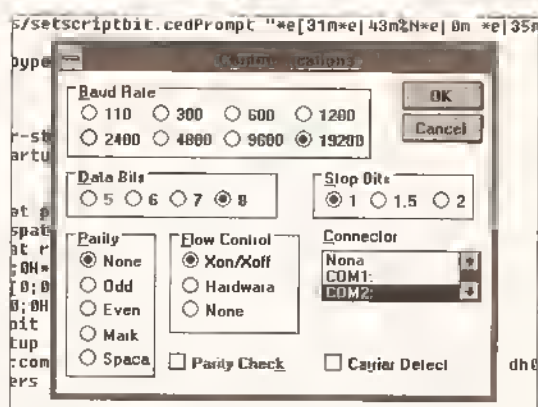 s/setscriptbit.cedPrompt "*e[31m*e[43m%N*e[0m *e[35m
Communications
Baud Rate
110 300 600 1200
2400 4800 9600 19200
OK
Cancel
Data Bits
5 6 7 8
Stop Bits
1 1.5 2
Parity
None
Odd
Even
Mark
Space
Flow Control
Xon/Xoff
Hardware
None
Connector
None
COM1:
COM2:
Parity Check
Carrier Detect